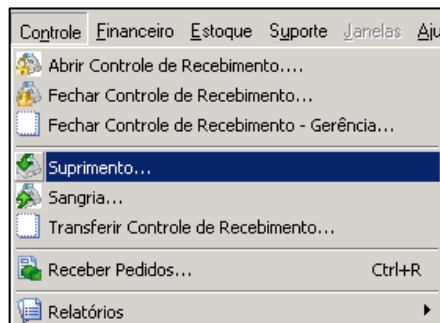 Controle Financeiro Estoque Suporte Janelas Aju
Abrir Controle de Recebimento....
Fechar Controle de Recebimento...
Fechar Controle de Recebimento - Gerência...
Suprimento...
Sangria...
Transferir Controle de Recebimento...
Receber Pedidos... Ctrl+R
Relatórios